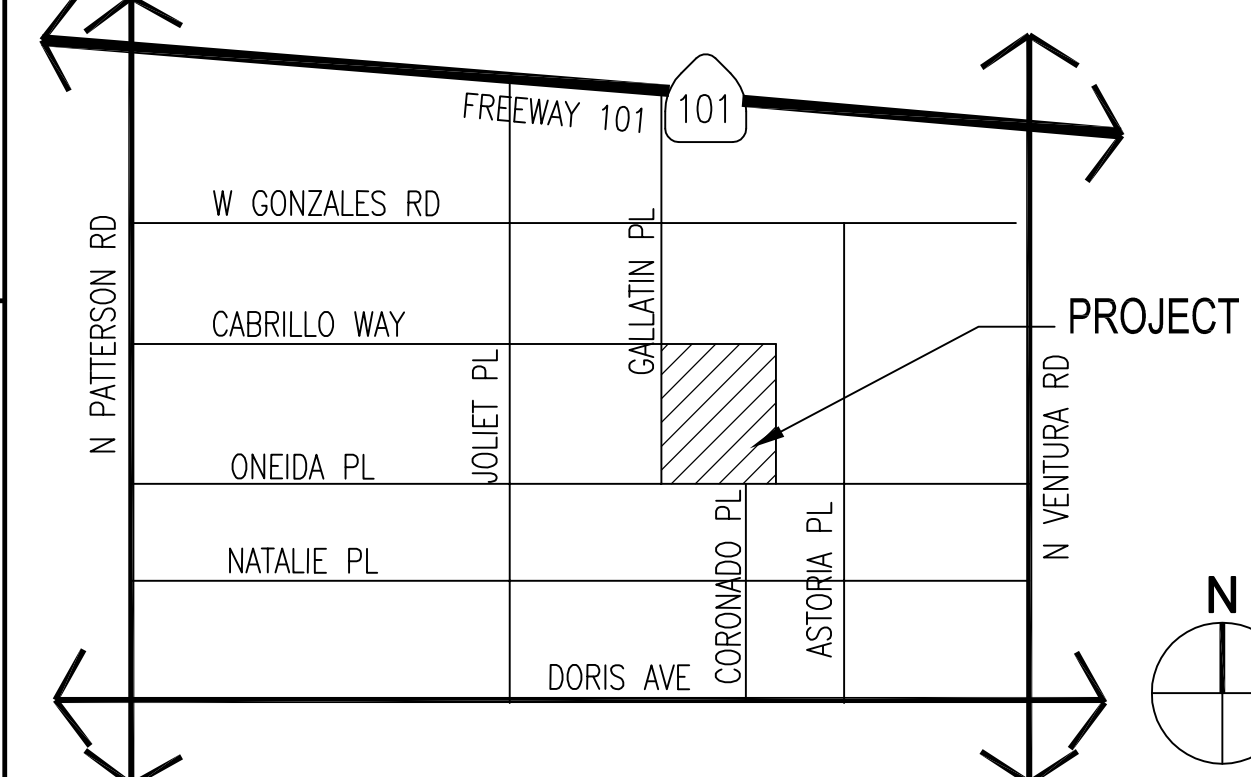 FREEWAY 101
101
W GONZALES RD
N PATTERSON RD
GALLATIN PL
CABRILLO WAY
PROJECT
JOLIET PL
N VENTURA RD
ONEIDA PL
CORONADO PL
ASTORIA PL
NATALIE PL
N
DORIS AVE